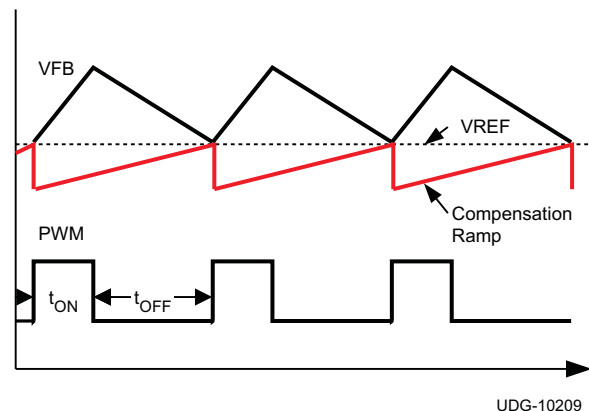 VFB
VREF
Compensation
Ramp
PWM
tON
tOFF
UDG-10209